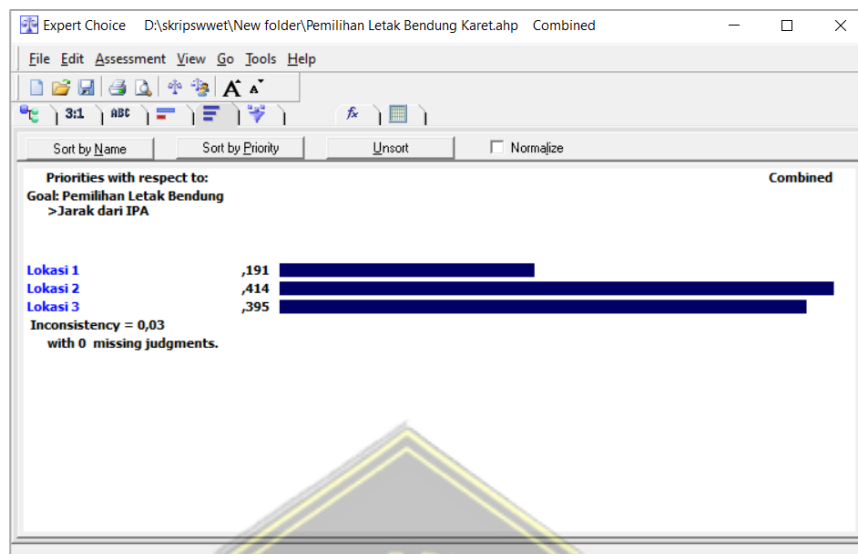 Expert Choice D:\skripswwet\New folder\Pemilihan Letak Bendung Karet.ahp Combined
File Edit Assessment View Go Tools Help
A A
3:1 ABC fx
Sort by Name Sort by Priority Unsort Normalize
Priorities with respect to: Combined
Goal: Pemilihan Letak Bendung
>Jarak dari IPA
Lokasi 1 ,191
Lokasi 2 ,414
Lokasi 3 ,395
Inconsistency = 0,03
with 0 missing judgments.